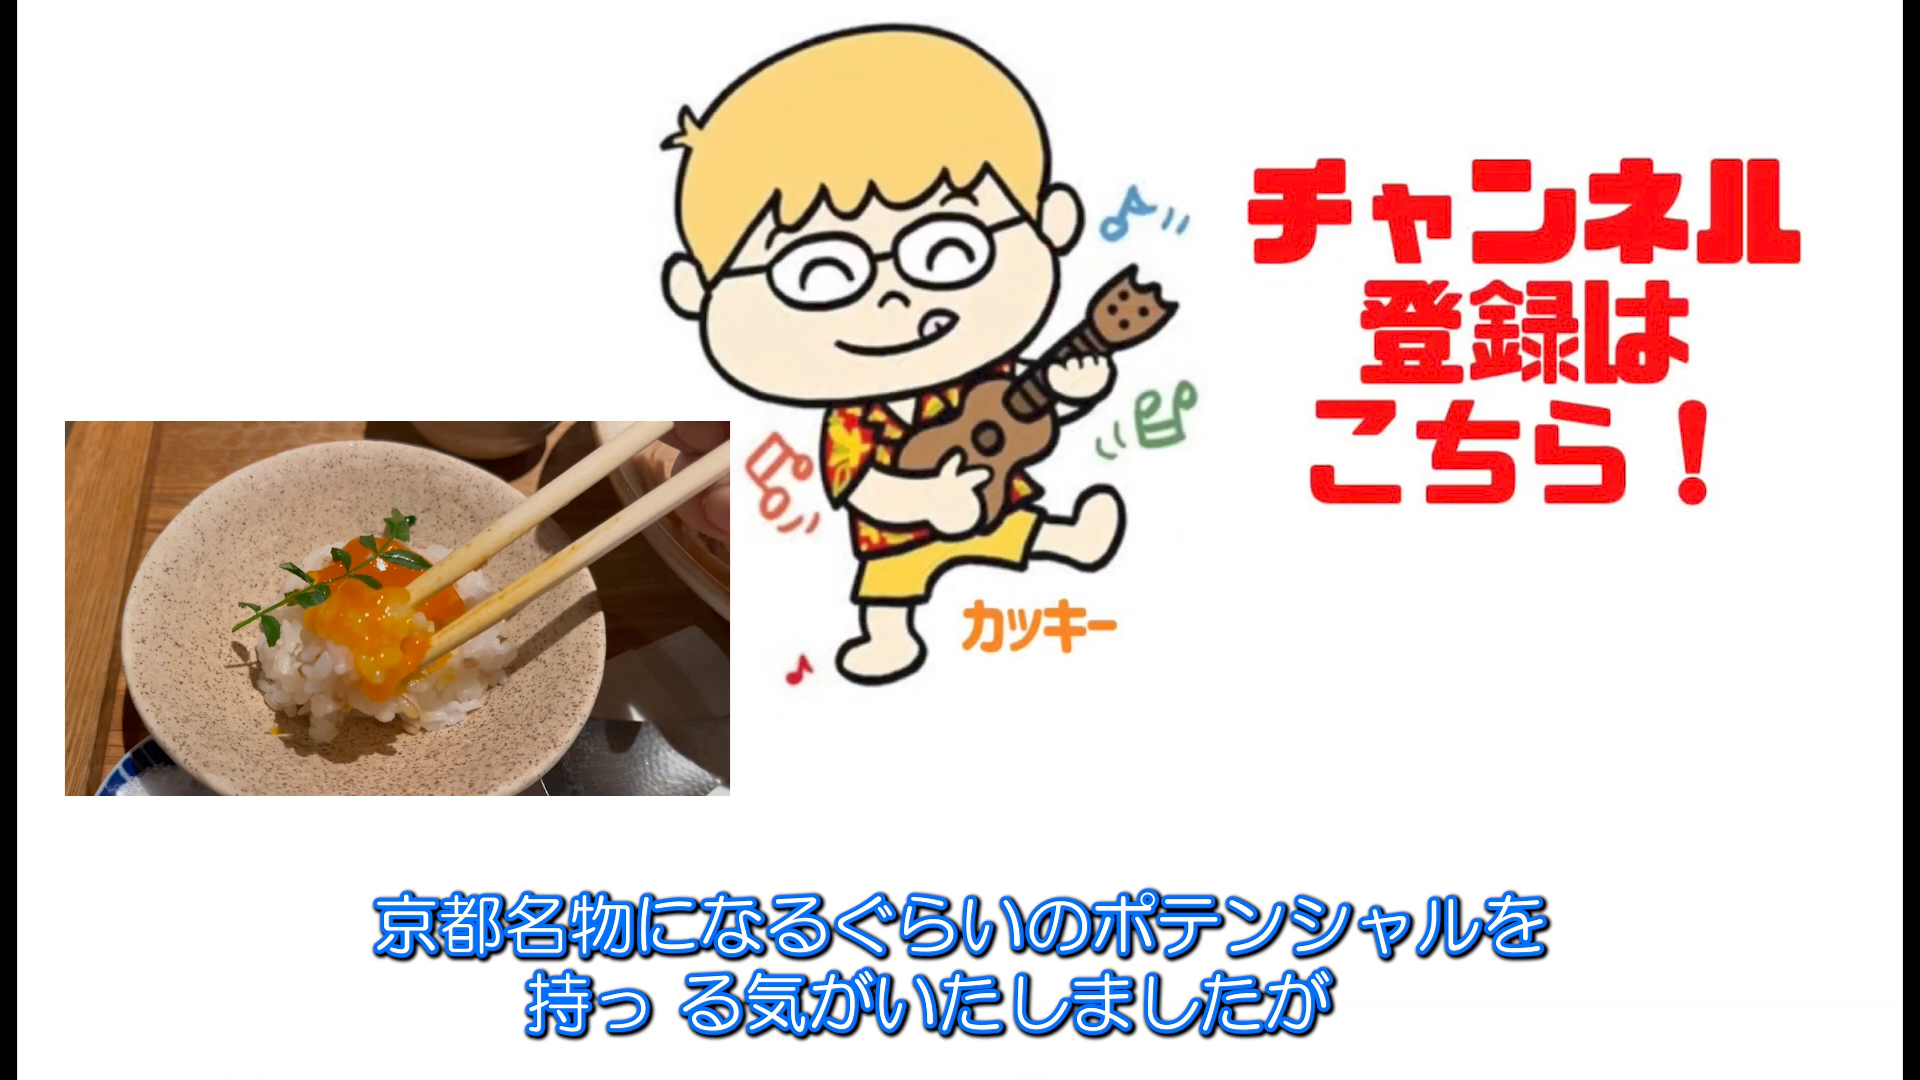 チャンネル
登録は
こちら！
カッキー
京都名物になるぐらいのポテンシャルを
持っ る気がいたしましたが